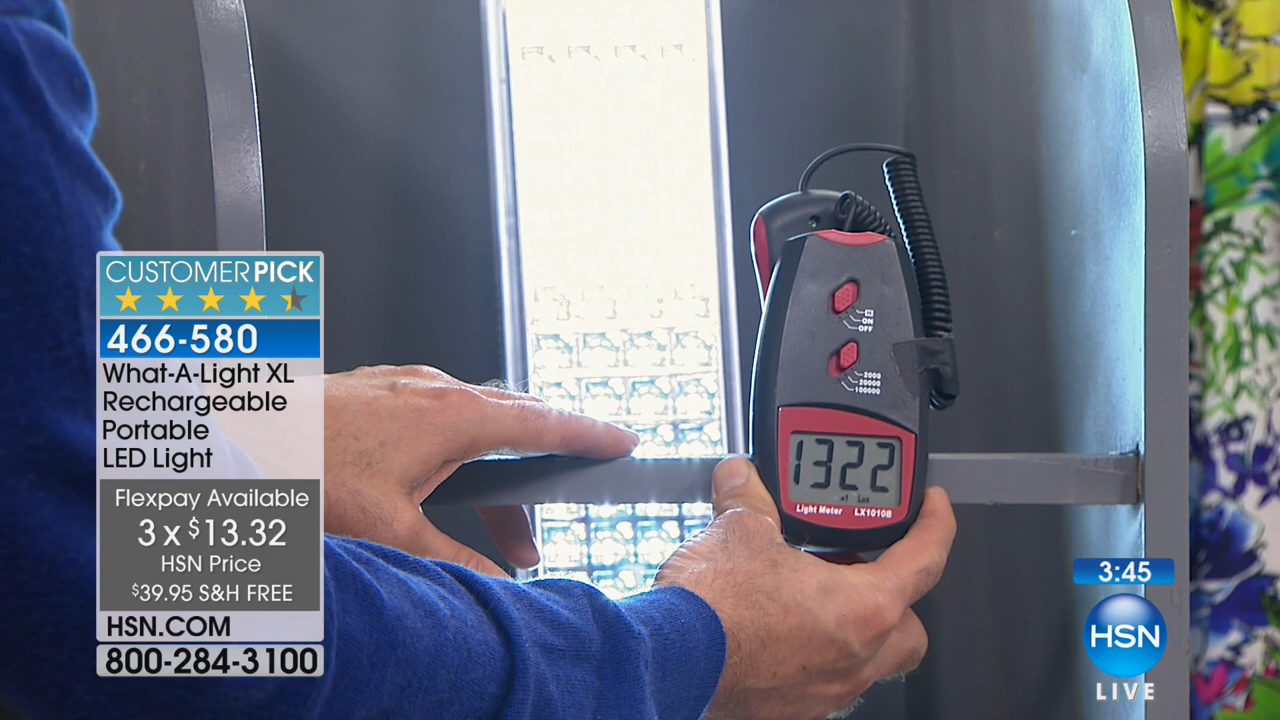 CUSTOMER PICK
466-580
What-A-Light XL
Rechargeable
Portable
LED Light
Flexpay Available
3 x $13.32
HSN Price
$39.95 S&H FREE
HSN.COM
800-284-3100
ON
OFF
2000
20000
100000
1322
x1 Lux
Light Meter LX1010B
3:45
HSN
LIVE